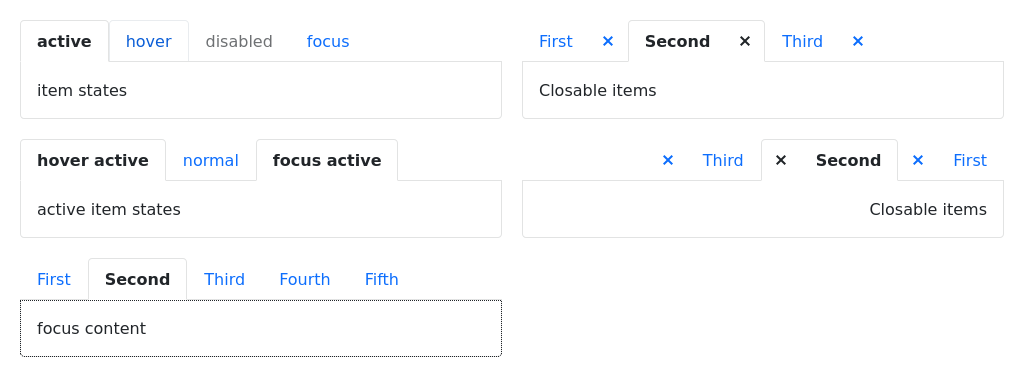 active hover disabled focus
item states
First ✕ Second ✕ Third ✕
Closable items
hover active normal focus active
active item states
✕ Third ✕ Second ✕ First
Closable items
First Second Third Fourth Fifth
focus content